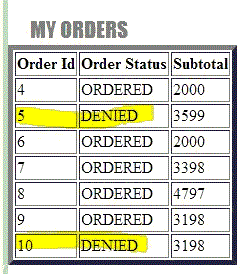 MY ORDERS
Order Id Order Status Subtotal
4 ORDERED 2000
5 DENIED 3599
6 ORDERED 2000
7 ORDERED 3398
8 ORDERED 4797
9 ORDERED 3198
10 DENIED 3198